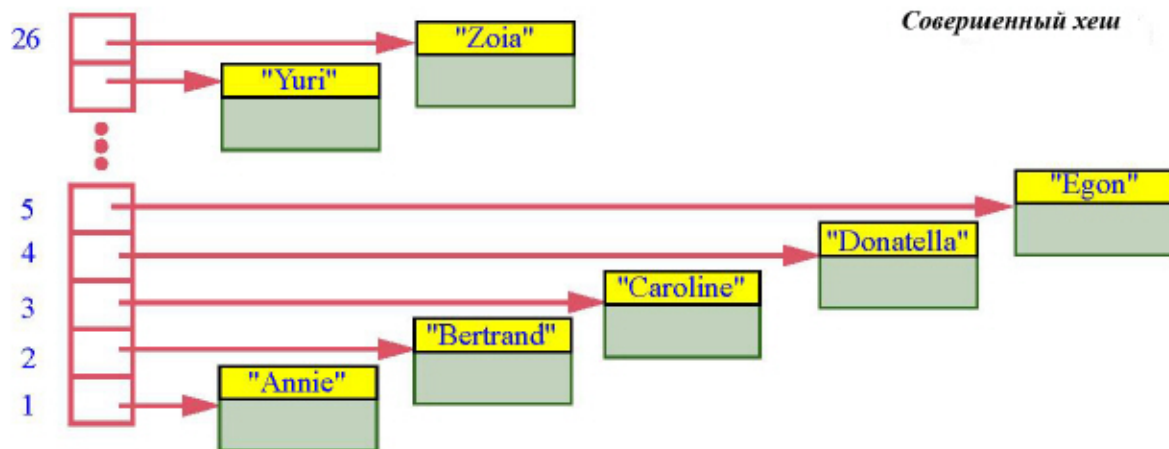 Совершенный хеш
26
"Zoia"
"Yuri"
5
"Egon"
4
"Donatella"
3
"Caroline"
2
"Bertrand"
1
"Annie"